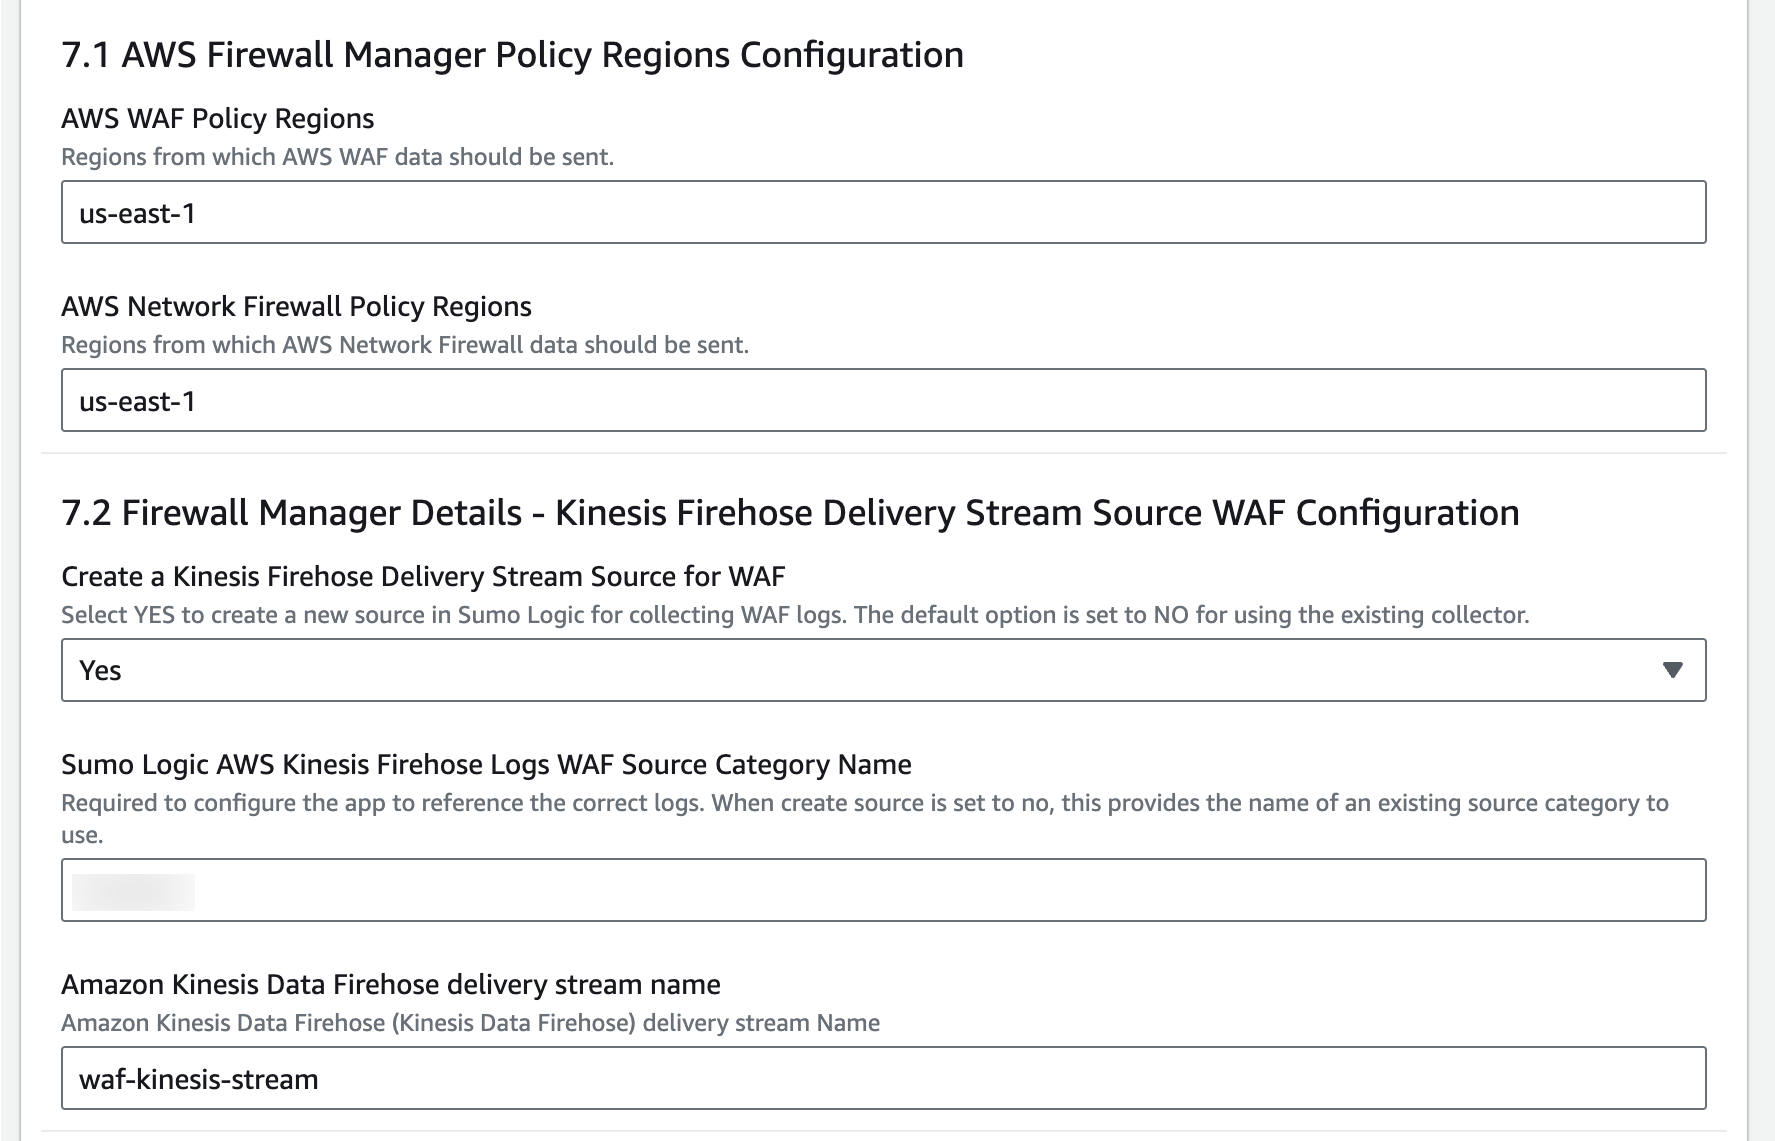 7.1 AWS Firewall Manager Policy Regions Configuration
AWS WAF Policy Regions
Regions from which AWS WAF data should be sent.
us-east-1
AWS Network Firewall Policy Regions
Regions from which AWS Network Firewall data should be sent.
us-east-1
7.2 Firewall Manager Details - Kinesis Firehose Delivery Stream Source WAF Configuration
Create a Kinesis Firehose Delivery Stream Source for WAF
Select YES to create a new source in Sumo Logic for collecting WAF logs. The default option is set to NO for using the existing collector.
Yes
Sumo Logic AWS Kinesis Firehose Logs WAF Source Category Name
Required to configure the app to reference the correct logs. When create source is set to no, this provides the name of an existing source category to
use.
Amazon Kinesis Data Firehose delivery stream name
Amazon Kinesis Data Firehose (Kinesis Data Firehose) delivery stream Name
waf-kinesis-stream